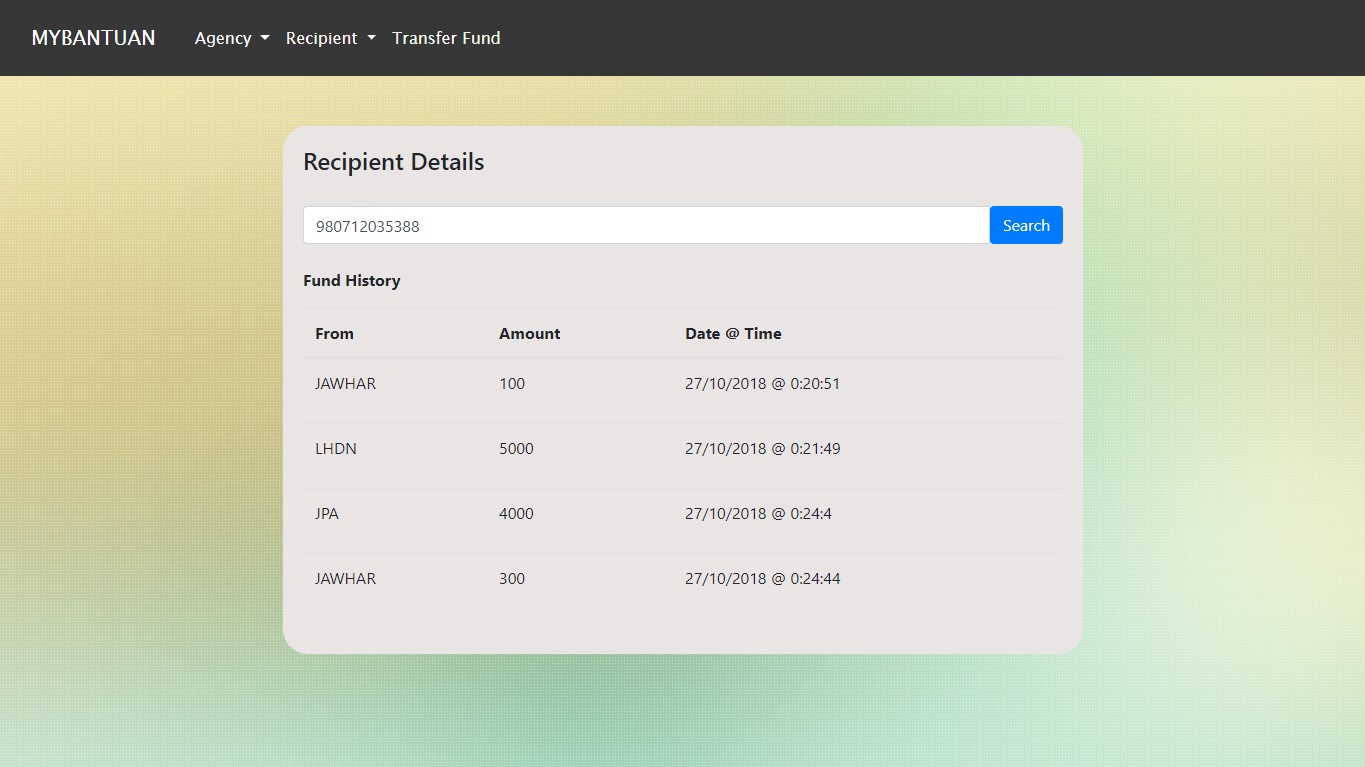 MYBANTUAN Agency Recipient Transfer Fund
Recipient Details
980712035388 Search
Fund History
From Amount Date @ Time
JAWHAR 100 27/10/2018 @ 0:20:51
LHDN 5000 27/10/2018 @ 0:21:49
JPA 4000 27/10/2018 @ 0:24:4
JAWHAR 300 27/10/2018 @ 0:24:44